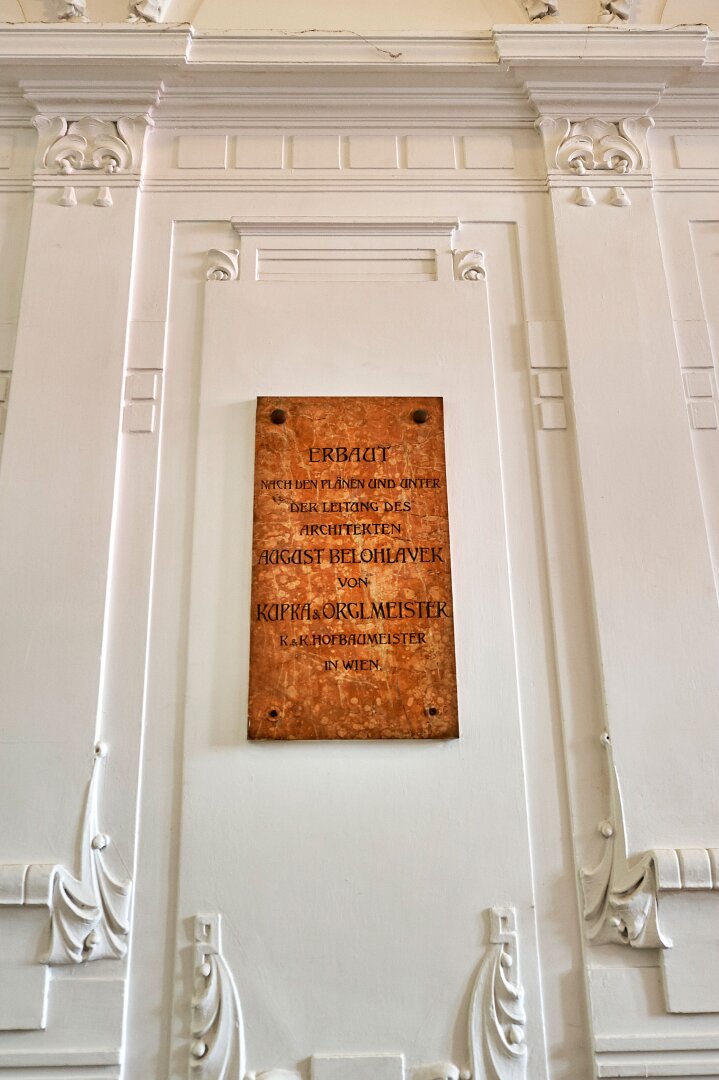 ERBAUT
NACH DEN PLÄNEN UND UNTER
DER LEITUNG DES
ARCHITEKTEN
AUGUST BELOHLAVEK
VON
KUPKA & ORGLMEISTER
K. & K. HOFBAUMEISTER
IN WIEN.